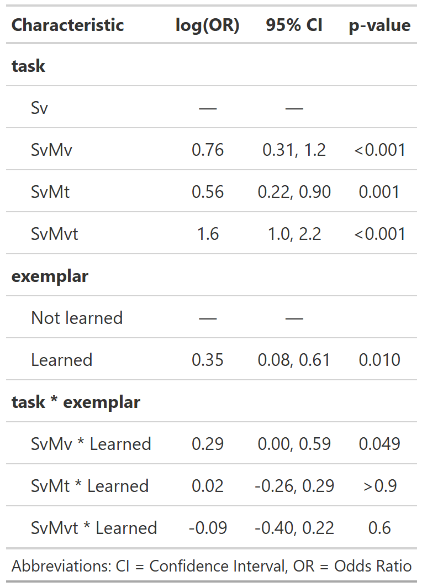 Characteristic log(OR) 95% CI p-value
task
Sv — —
SvMv 0.76 0.31, 1.2 <0.001
SvMt 0.56 0.22, 0.90 0.001
SvMvt 1.6 1.0, 2.2 <0.001
exemplar
Not learned — —
Learned 0.35 0.08, 0.61 0.010
task * exemplar
SvMv * Learned 0.29 0.00, 0.59 0.049
SvMt * Learned 0.02 -0.26, 0.29 >0.9
SvMvt * Learned -0.09 -0.40, 0.22 0.6
Abbreviations: CI = Confidence Interval, OR = Odds Ratio